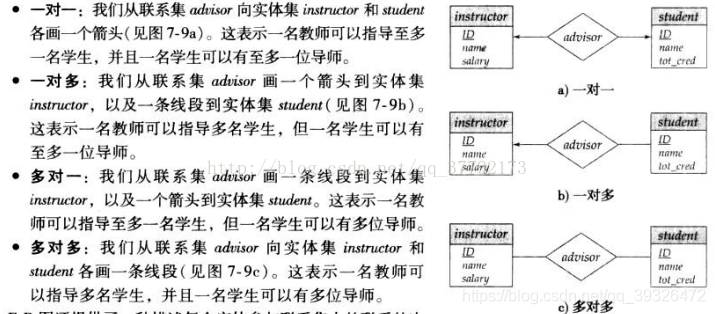 • 一对一：我们从联系集 advisor 向实体集 instructor 和 student
各画一个箭头(见图7-9a)。这表示一名教师可以指导至多
一名学生，并且一名学生可以有至多一位导师。
• 一对多：我们从联系集 advisor 画一个箭头到实体集
instructor，以及一条线段到实体集 student(见图7-9b)。
这表示一名教师可以指导多名学生，但一名学生可以有
至多一位导师。
• 多对一：我们从联系集 advisor 画一条线段到实体集
instructor，以及一个箭头到实体集 student。这表示一名教
师可以指导至多一名学生，但一名学生可以有多位导师。
• 多对多：我们从联系集 advisor 向实体集 instructor 和
student 各画一条线段(见图7-9c)。这表示一名教师可
以指导多名学生，并且一名学生可以有多位导师。
instructor
ID
name
salary
advisor
student
ID
name
tot_cred
a) 一对一
instructor
ID
name
salary
advisor
student
ID
name
tot_cred
b) 一对多
instructor
ID
name
salary
advisor
student
ID
name
tot_cred
c) 多对多
http://blog.csdn.net/qq_37702173
https://blog.csdn.net/qq_39326472